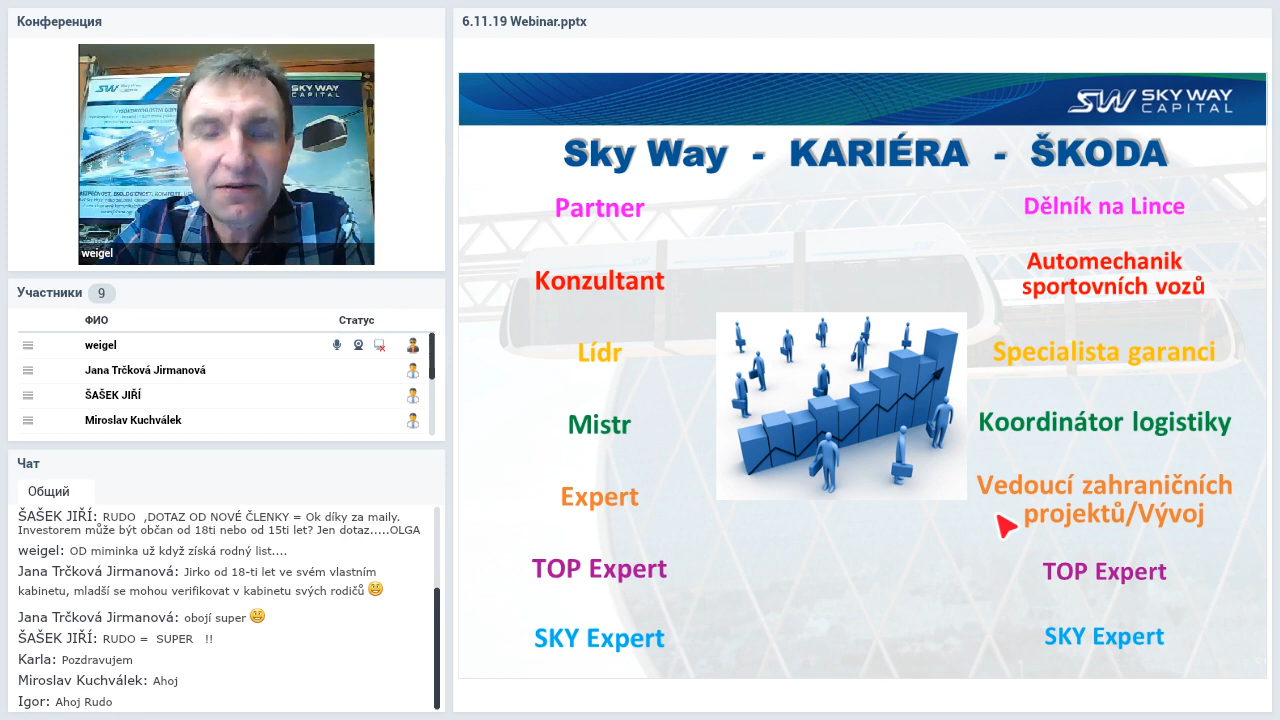 Конференция
SKY WAY
CAPITAL
weigel
Участники 9
ФИО Статус
weigel
Jana Trčková Jirmanová
ŠAŠEK JIŘÍ
Miroslav Kuchválek
Чат
Общий
ŠAŠEK JIŘÍ: RUDO ,DOTAZ OD NOVÉ ČLENKY = Ok díky za maily.
Investorem může být občan od 18ti nebo od 15ti let? Jen dotaz.....OLGA
weigel: OD miminka už když získá rodný list....
Jana Trčková Jirmanová: Jirko od 18-ti let ve svém vlastním
kabinetu, mladší se mohou verifikovat v kabinetu svých rodičů
Jana Trčková Jirmanová: obojí super
ŠAŠEK JIŘÍ: RUDO = SUPER !!
Karla: Pozdravujem
Miroslav Kuchválek: Ahoj
Igor: Ahoj Rudo
6.11.19 Webinar.pptx
SW SKY WAY
CAPITAL
Sky Way - KARIÉRA - ŠKODA
Partner Dělník na Lince
Konzultant Automechanik
sportovních vozů
Lídr Specialista garanci
Mistr Koordinátor logistiky
Expert Vedoucí zahraničních
projektů/Vývoj
TOP Expert TOP Expert
SKY Expert SKY Expert